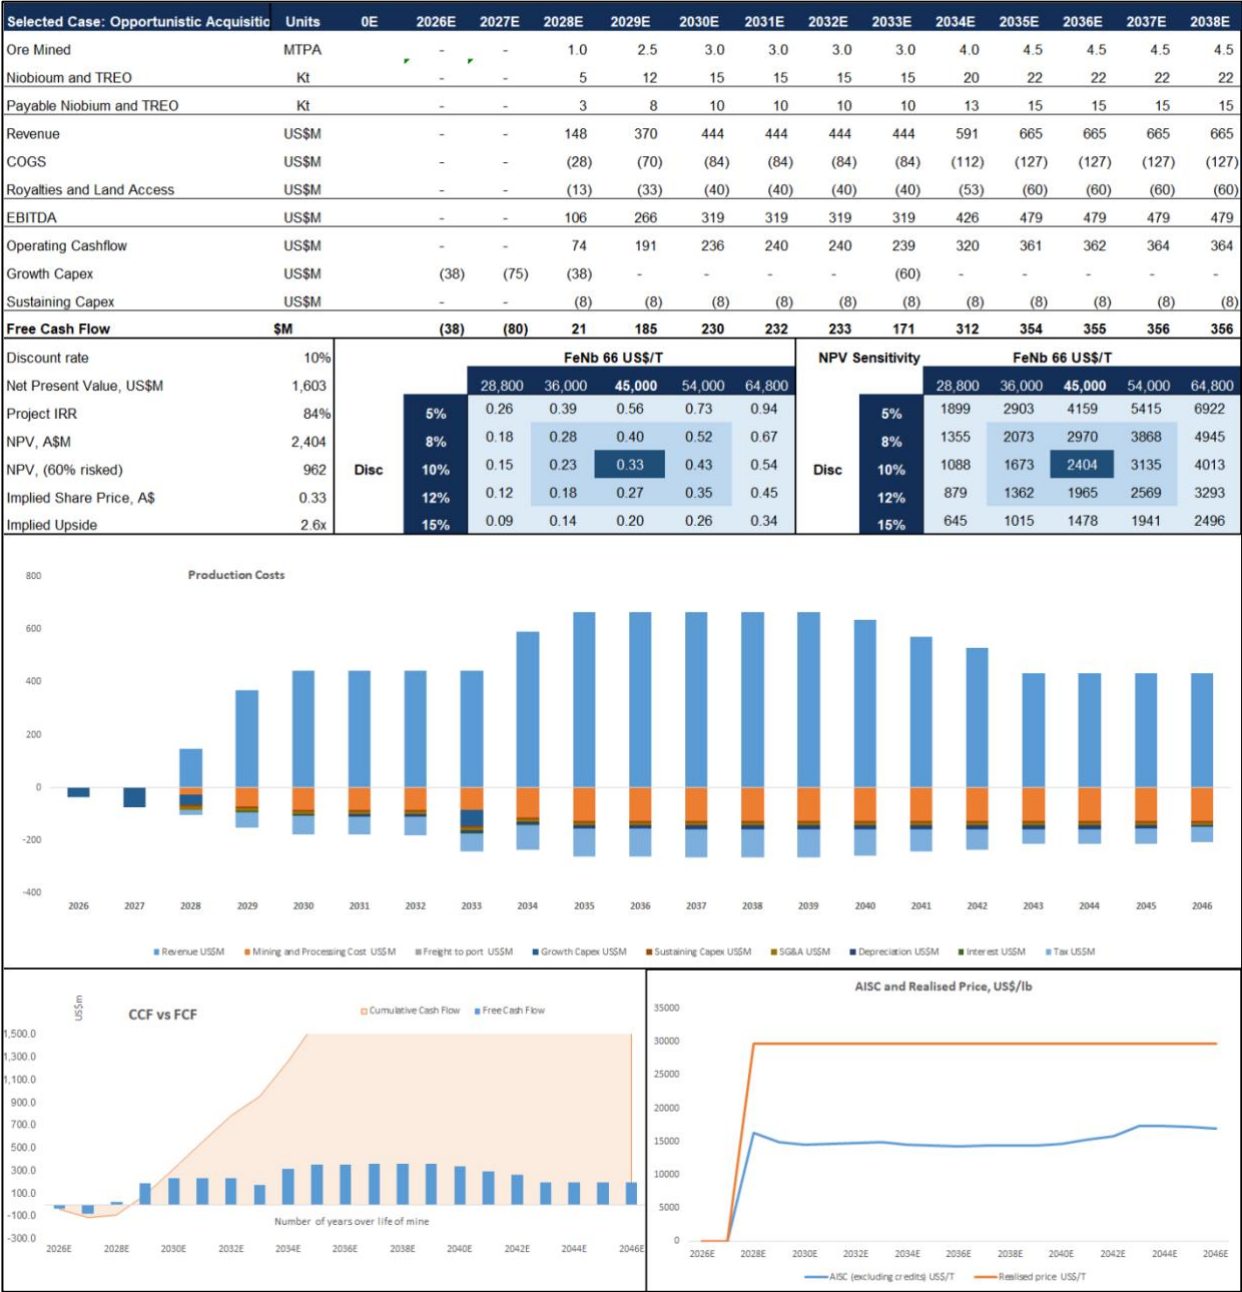 Selected Case: Opportunistic Acquisitic Units 0E 2026E 2027E 2028E 2029E 2030E 2031E 2032E 2033E 2034E 2035E 2036E 2037E 2038E
Ore Mined MTPA - - 1.0 2.5 3.0 3.0 3.0 3.0 4.0 4.5 4.5 4.5 4.5
Niobioum and TREO Kt - - 5 12 15 15 15 15 20 22 22 22 22
Payable Niobium and TREO Kt - - 3 8 10 10 10 10 13 15 15 15 15
Revenue US$M - - 148 370 444 444 444 444 591 665 665 665 665
COGS US$M - - (28) (70) (84) (84) (84) (84) (112) (127) (127) (127) (127)
Royalties and Land Access US$M - - (13) (33) (40) (40) (40) (40) (53) (60) (60) (60) (60)
EBITDA US$M - - 106 266 319 319 319 319 426 479 479 479 479
Operating Cashflow US$M - - 74 191 236 240 240 239 320 361 362 364 364
Growth Capex US$M (38) (75) (38) - - - - (60) - - - - -
Sustaining Capex US$M - - (8) (8) (8) (8) (8) (8) (8) (8) (8) (8) (8)
Free Cash Flow $M (38) (80) 21 185 230 232 233 171 312 354 355 356 356
Discount rate 10% FeNb 66 US$/T NPV Sensitivity FeNb 66 US$/T
Net Present Value, US$M 1,603 28,800 36,000 45,000 54,000 64,800 28,800 36,000 45,000 54,000 64,800
Project IRR 84% 5% 0.26 0.39 0.56 0.73 0.94 5% 1899 2903 4159 5415 6922
NPV, A$M 2,404 8% 0.18 0.28 0.40 0.52 0.67 8% 1355 2073 2970 3868 4945
NPV, (60% risked) 962 Disc 10% 0.15 0.23 0.33 0.43 0.54 Disc 10% 1088 1673 2404 3135 4013
Implied Share Price, A$ 0.33 12% 0.12 0.18 0.27 0.35 0.45 12% 879 1362 1965 2569 3293
Implied Upside 2.6x 15% 0.09 0.14 0.20 0.26 0.34 15% 645 1015 1478 1941 2496
Production Costs
800
600
400
200
0
-200
-400
2026 2027 2028 2029 2030 2031 2032 2033 2034 2035 2036 2037 2038 2039 2040 2041 2042 2043 2044 2045 2046
Revenue US$M Mining and Processing Cost US$M Freight to port US$M Growth Capex US$M Sustaining Capex US$M SG&A US$M Depreciation US$M Interest US$M Tax US$M
US$m
CCF vs FCF
Cumulative Cash Flow Free Cash Flow
1,500.0
1,300.0
1,100.0
900.0
700.0
500.0
300.0
100.0
-100.0
-300.0
Number of years over life of mine
2026E 2028E 2030E 2032E 2034E 2036E 2038E 2040E 2042E 2044E 2046E
AISC and Realised Price, US$/lb
35000
30000
25000
20000
15000
10000
5000
0
2026E 2028E 2030E 2032E 2034E 2036E 2038E 2040E 2042E 2044E 2046E
AISC (excluding credits) US$/T Realised price US$/T